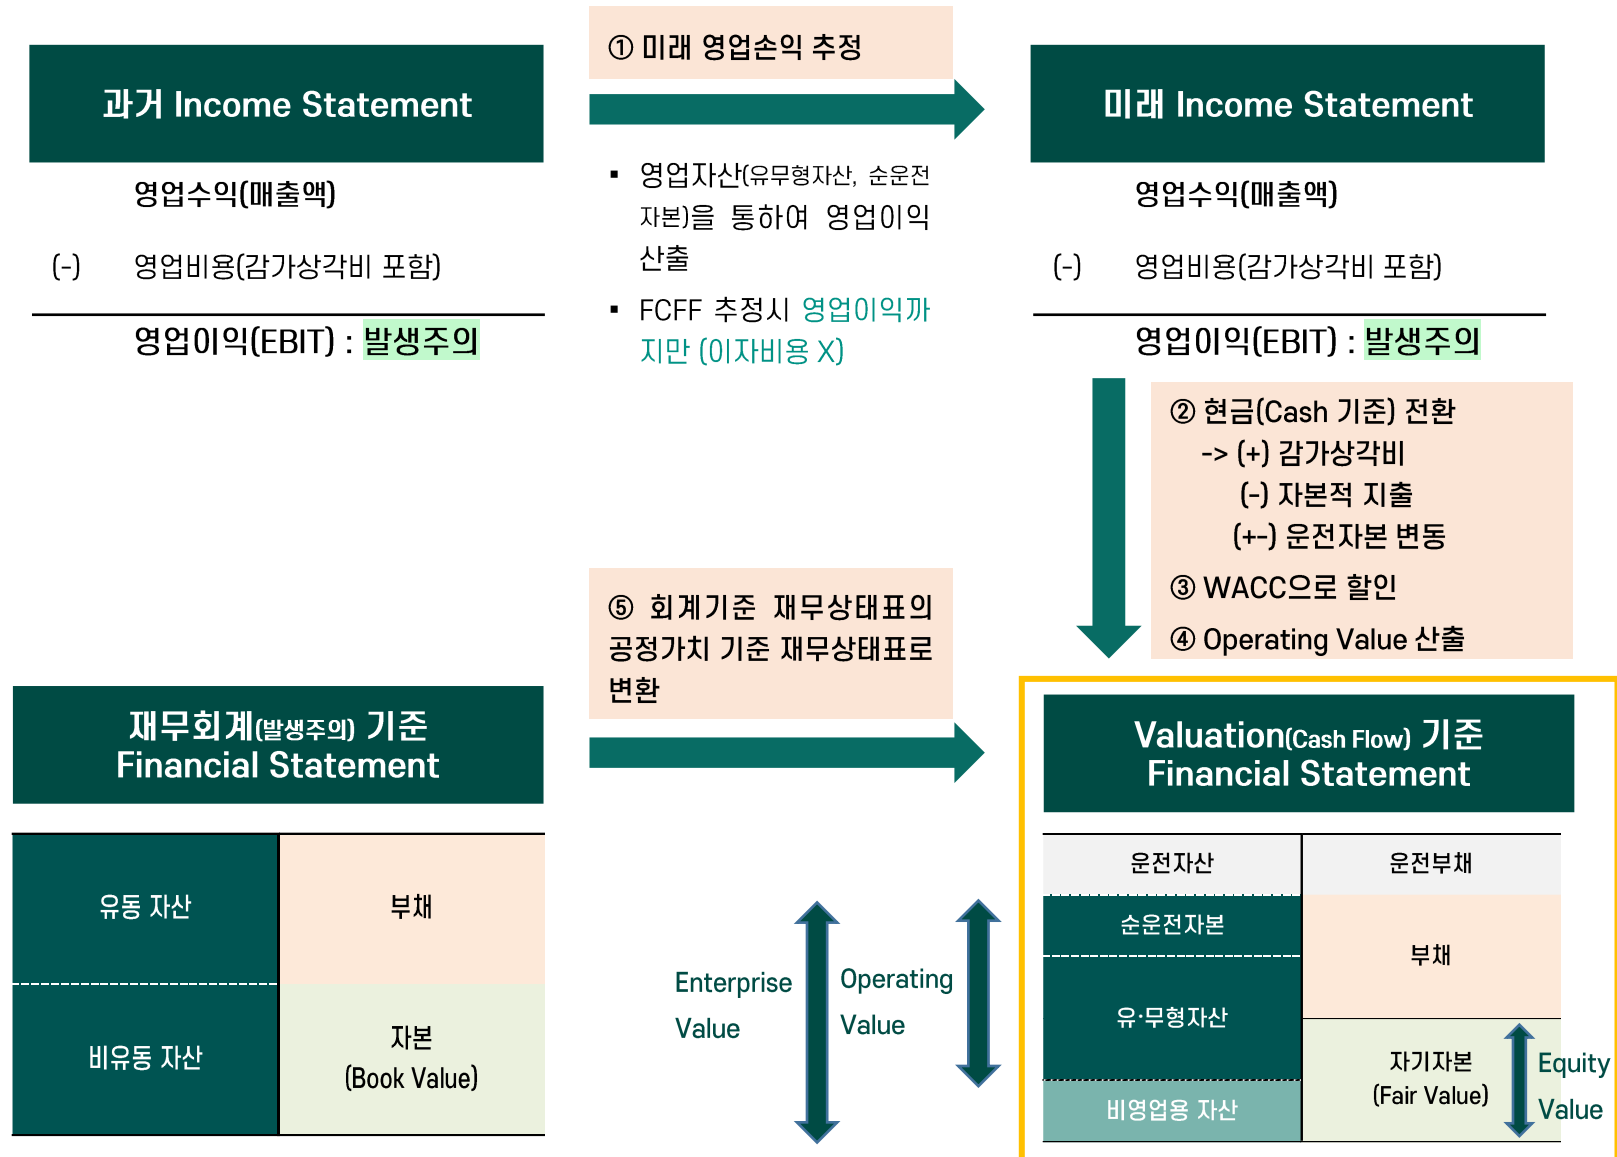 ① 미래 영업손익 추정
과거 Income Statement
미래 Income Statement
영업수익(매출액)
(-) 영업비용(감가상각비 포함)
영업이익(EBIT) : 발생주의
▪ 영업자산(유무형자산, 순운전
자본)을 통하여 영업이익
산출
▪ FCFF 추정시 영업이익까
지만 (이자비용 X)
영업수익(매출액)
(-) 영업비용(감가상각비 포함)
영업이익(EBIT) : 발생주의
② 현금(Cash 기준) 전환
-> (+) 감가상각비
(-) 자본적 지출
(+-) 운전자본 변동
③ WACC으로 할인
④ Operating Value 산출
⑤ 회계기준 재무상태표의
공정가치 기준 재무상태표로
변환
재무회계(발생주의) 기준
Financial Statement
Valuation(Cash Flow) 기준
Financial Statement
유동 자산
부채
비유동 자산
자본
(Book Value)
Enterprise
Value
Operating
Value
운전자산
운전부채
순운전자본
부채
유·무형자산
자기자본
(Fair Value)
비영업용 자산
Equity
Value